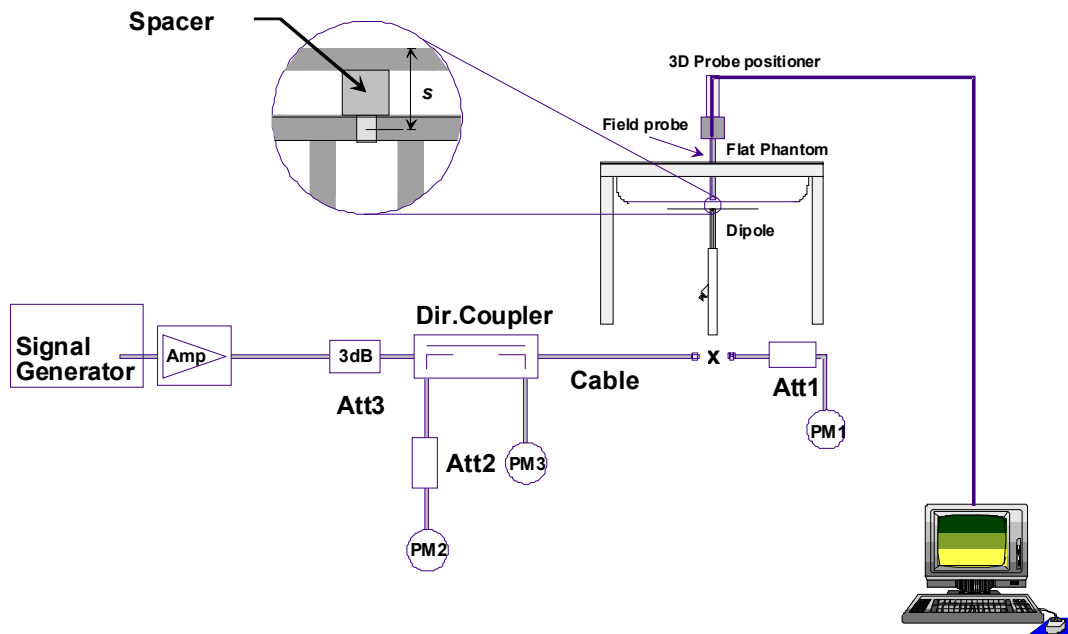 Spacer
s
3D Probe positioner
Field probe
Flat Phantom
Dipole
Dir.Coupler
Signal
Generator
Amp
3dB
x
Cable
Att3
Att1
PM1
Att2
PM3
PM2